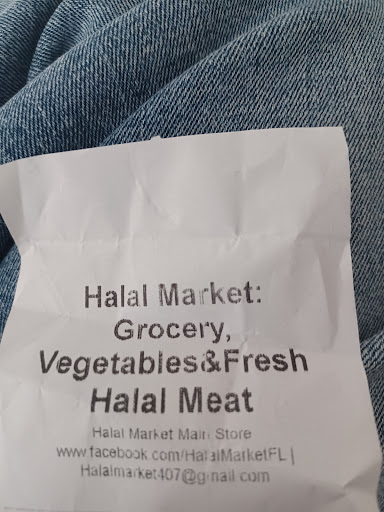 Halal Market:
Grocery,
Vegetables&Fresh
Halal Meat
Halal Market Main Store
www.facebook.com/HalalMarketFL |
Halalmarket407@gmail.com